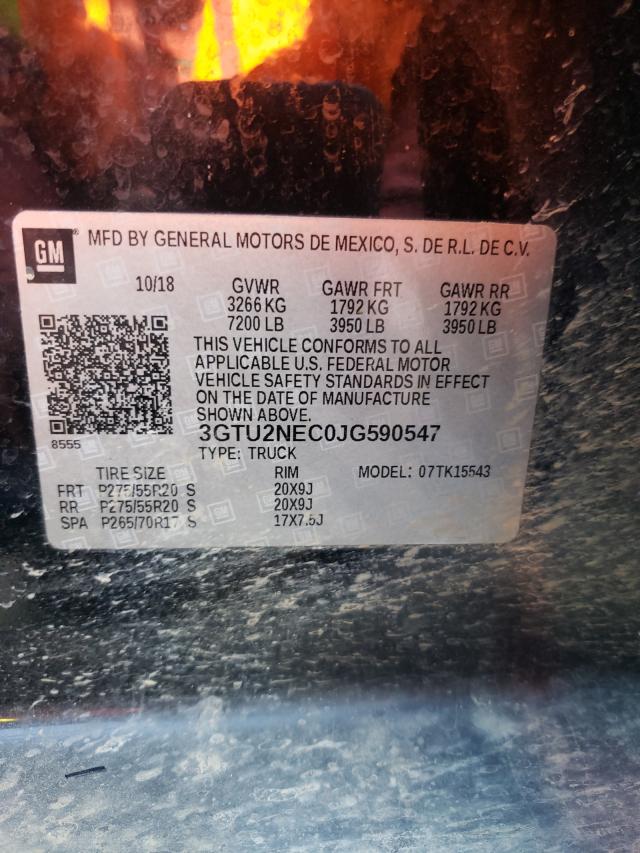 GM ® MFD BY GENERAL MOTORS DE MEXICO, S. DE R.L. DE C.V.
10/18 GVWR GAWR FRT GAWR RR
3266 KG 1792 KG 1792 KG
7200 LB 3950 LB 3950 LB
THIS VEHICLE CONFORMS TO ALL
APPLICABLE U.S. FEDERAL MOTOR
VEHICLE SAFETY STANDARDS IN EFFECT
ON THE DATE OF MANUFACTURE
SHOWN ABOVE.
8555 3GTU2NEC0JG590547
TYPE: TRUCK
TIRE SIZE RIM MODEL: 07TK15543
FRT P275/55R20 S 20X9J
RR P275/55R20 S 20X9J
SPA P265/70R17 S 17X7.5J